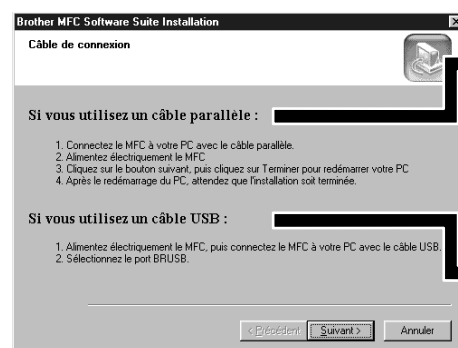 Brother MFC Software Suite Installation
Câble de connexion
Si vous utilisez un câble parallèle :
1. Connectez le MFC à votre PC avec le câble parallèle.
2. Alimentez électriquement le MFC
3. Cliquez sur le bouton suivant, puis cliquez sur Terminer pour redémarrer votre PC
4. Après le redémarrage du PC, attendez que l'installation soit terminée.
Si vous utilisez un câble USB :
1. Alimentez électriquement le MFC, puis connectez le MFC à votre PC avec le câble USB.
2. Sélectionnez le port BRUSB.
< Précédent Suivant > Annuler